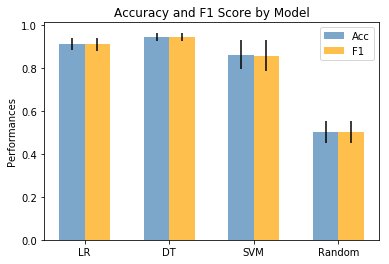 Accuracy and F1 Score by Model
Performances
1.0
0.8
0.6
0.4
0.2
0.0
Acc
F1
LR
DT
SVM
Random